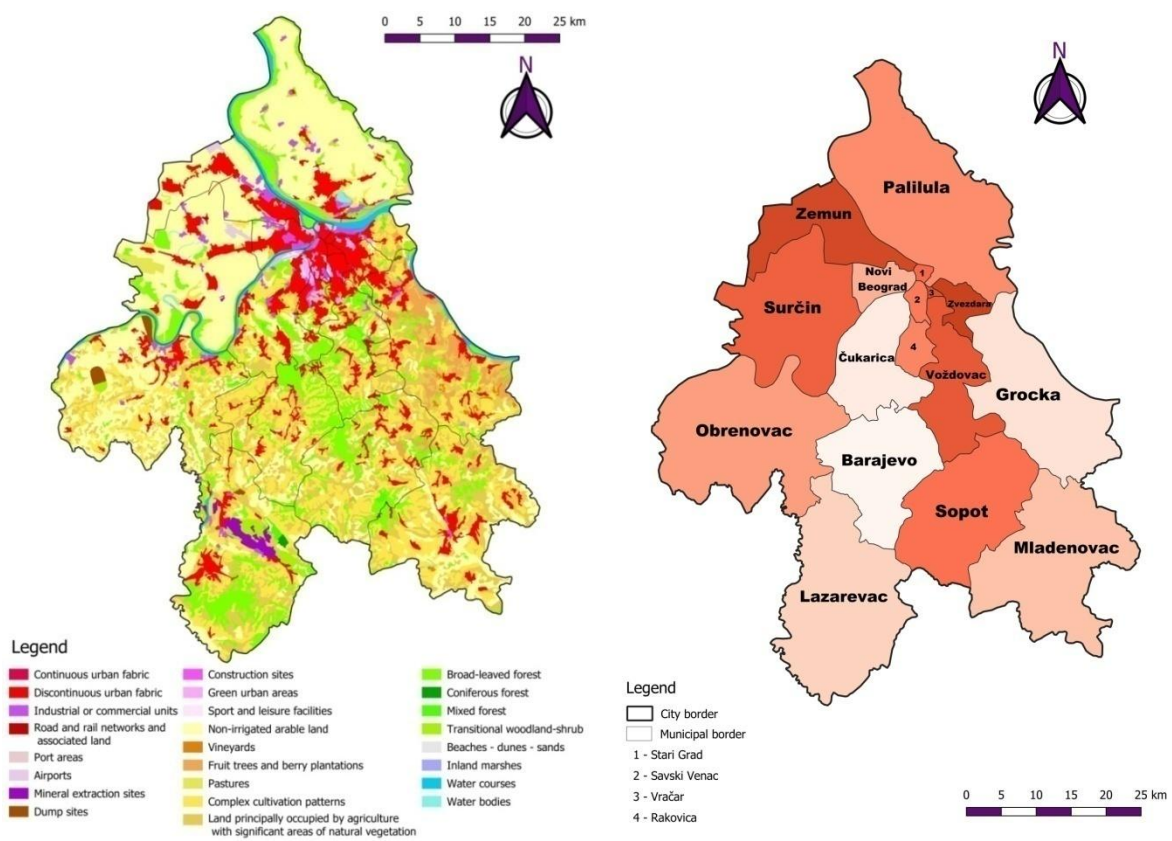 0 5 10 15 20 25 km
N
Legend
Continuous urban fabric
Discontinuous urban fabric
Industrial or commercial units
Road and rail networks and
associated land
Port areas
Airports
Mineral extraction sites
Dump sites
Construction sites
Green urban areas
Sport and leisure facilities
Non-irrigated arable land
Vineyards
Fruit trees and berry plantations
Pastures
Complex cultivation patterns
Land principally occupied by agriculture
with significant areas of natural vegetation
Broad-leaved forest
Coniferous forest
Mixed forest
Transitional woodland-shrub
Beaches - dunes - sands
Inland marshes
Water courses
Water bodies
N
Palilula
Zemun
Novi
Beograd
1
2
3
Zvezdara
Surčin
4
Čukarica
Voždovac
Grocka
Obrenovac
Barajevo
Sopot
Mladenovac
Lazarevac
Legend
City border
Municipal border
1 - Stari Grad
2 - Savski Venac
3 - Vračar
4 - Rakovica
0 5 10 15 20 25 km